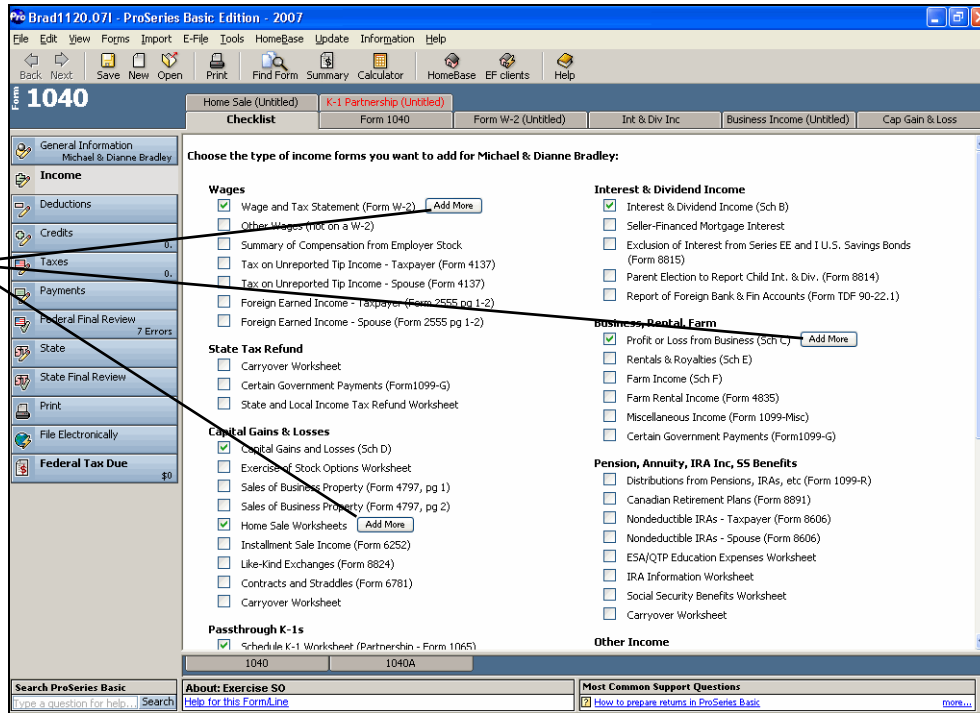 Brad1120.07I - ProSeries Basic Edition - 2007
File Edit View Forms Import E-File Tools HomeBase Update Information Help
Back Next Save New Open Print Find Form Summary Calculator HomeBase EF clients Help
Form 1040
Home Sale (Untitled) K-1 Partnership (Untitled)
Checklist Form 1040 Form W-2 (Untitled) Int & Div Inc Business Income (Untitled) Cap Gain & Loss
General Information
Michael & Dianne Bradley
Income
Deductions
Credits
0.
Taxes
0.
Payments
Federal Final Review
7 Errors
State
State Final Review
Print
File Electronically
Federal Tax Due
$0
Choose the type of income forms you want to add for Michael & Dianne Bradley:
Wages
Wage and Tax Statement (Form W-2) Add More
Other Wages (not on a W-2)
Summary of Compensation from Employer Stock
Tax on Unreported Tip Income - Taxpayer (Form 4137)
Tax on Unreported Tip Income - Spouse (Form 4137)
Foreign Earned Income - Taxpayer (Form 2555 pg 1-2)
Foreign Earned Income - Spouse (Form 2555 pg 1-2)
State Tax Refund
Carryover Worksheet
Certain Government Payments (Form1099-G)
State and Local Income Tax Refund Worksheet
Capital Gains & Losses
Capital Gains and Losses (Sch D)
Exercise of Stock Options Worksheet
Sales of Business Property (Form 4797, pg 1)
Sales of Business Property (Form 4797, pg 2)
Home Sale Worksheets Add More
Installment Sale Income (Form 6252)
Like-Kind Exchanges (Form 8824)
Contracts and Straddles (Form 6781)
Carryover Worksheet
Passthrough K-1s
Schedule K-1 Worksheet (Partnership - Form 1065)
Interest & Dividend Income
Interest & Dividend Income (Sch B)
Seller-Financed Mortgage Interest
Exclusion of Interest from Series EE and I U.S. Savings Bonds
(Form 8815)
Parent Election to Report Child Int. & Div. (Form 8814)
Report of Foreign Bank & Fin Accounts (Form TDF 90-22.1)
Business, Rental, Farm
Profit or Loss from Business (Sch C) Add More
Rentals & Royalties (Sch E)
Farm Income (Sch F)
Farm Rental Income (Form 4835)
Miscellaneous Income (Form 1099-Misc)
Certain Government Payments (Form1099-G)
Pension, Annuity, IRA Inc, SS Benefits
Distributions from Pensions, IRAs, etc (Form 1099-R)
Canadian Retirement Plans (Form 8891)
Nondeductible IRAs - Taxpayer (Form 8606)
Nondeductible IRAs - Spouse (Form 8606)
ESA/QTP Education Expenses Worksheet
IRA Information Worksheet
Social Security Benefits Worksheet
Carryover Worksheet
Other Income
1040 1040A
Search ProSeries Basic
Type a question for help... Search
About: Exercise SO
Help for this Form/Line
Most Common Support Questions
How to prepare returns in ProSeries Basic more...